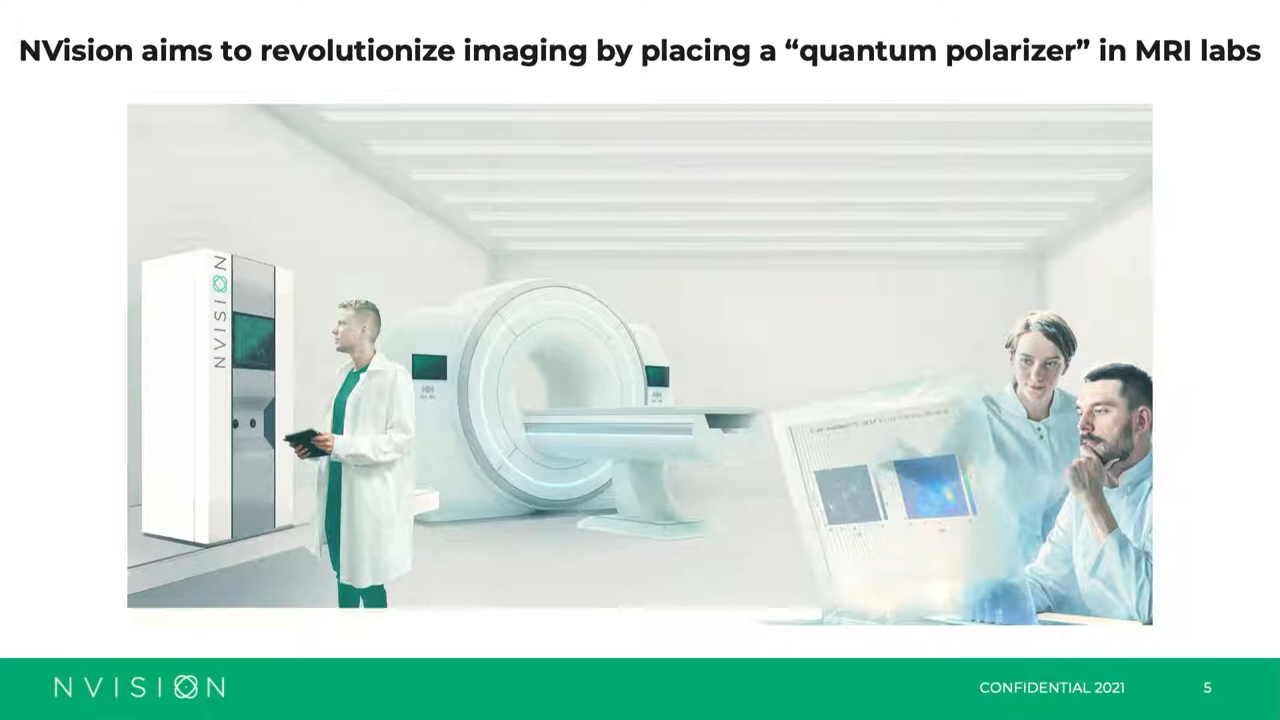 NVision aims to revolutionize imaging by placing a “quantum polarizer” in MRI labs
NVISION
NVISION
CONFIDENTIAL 2021
5